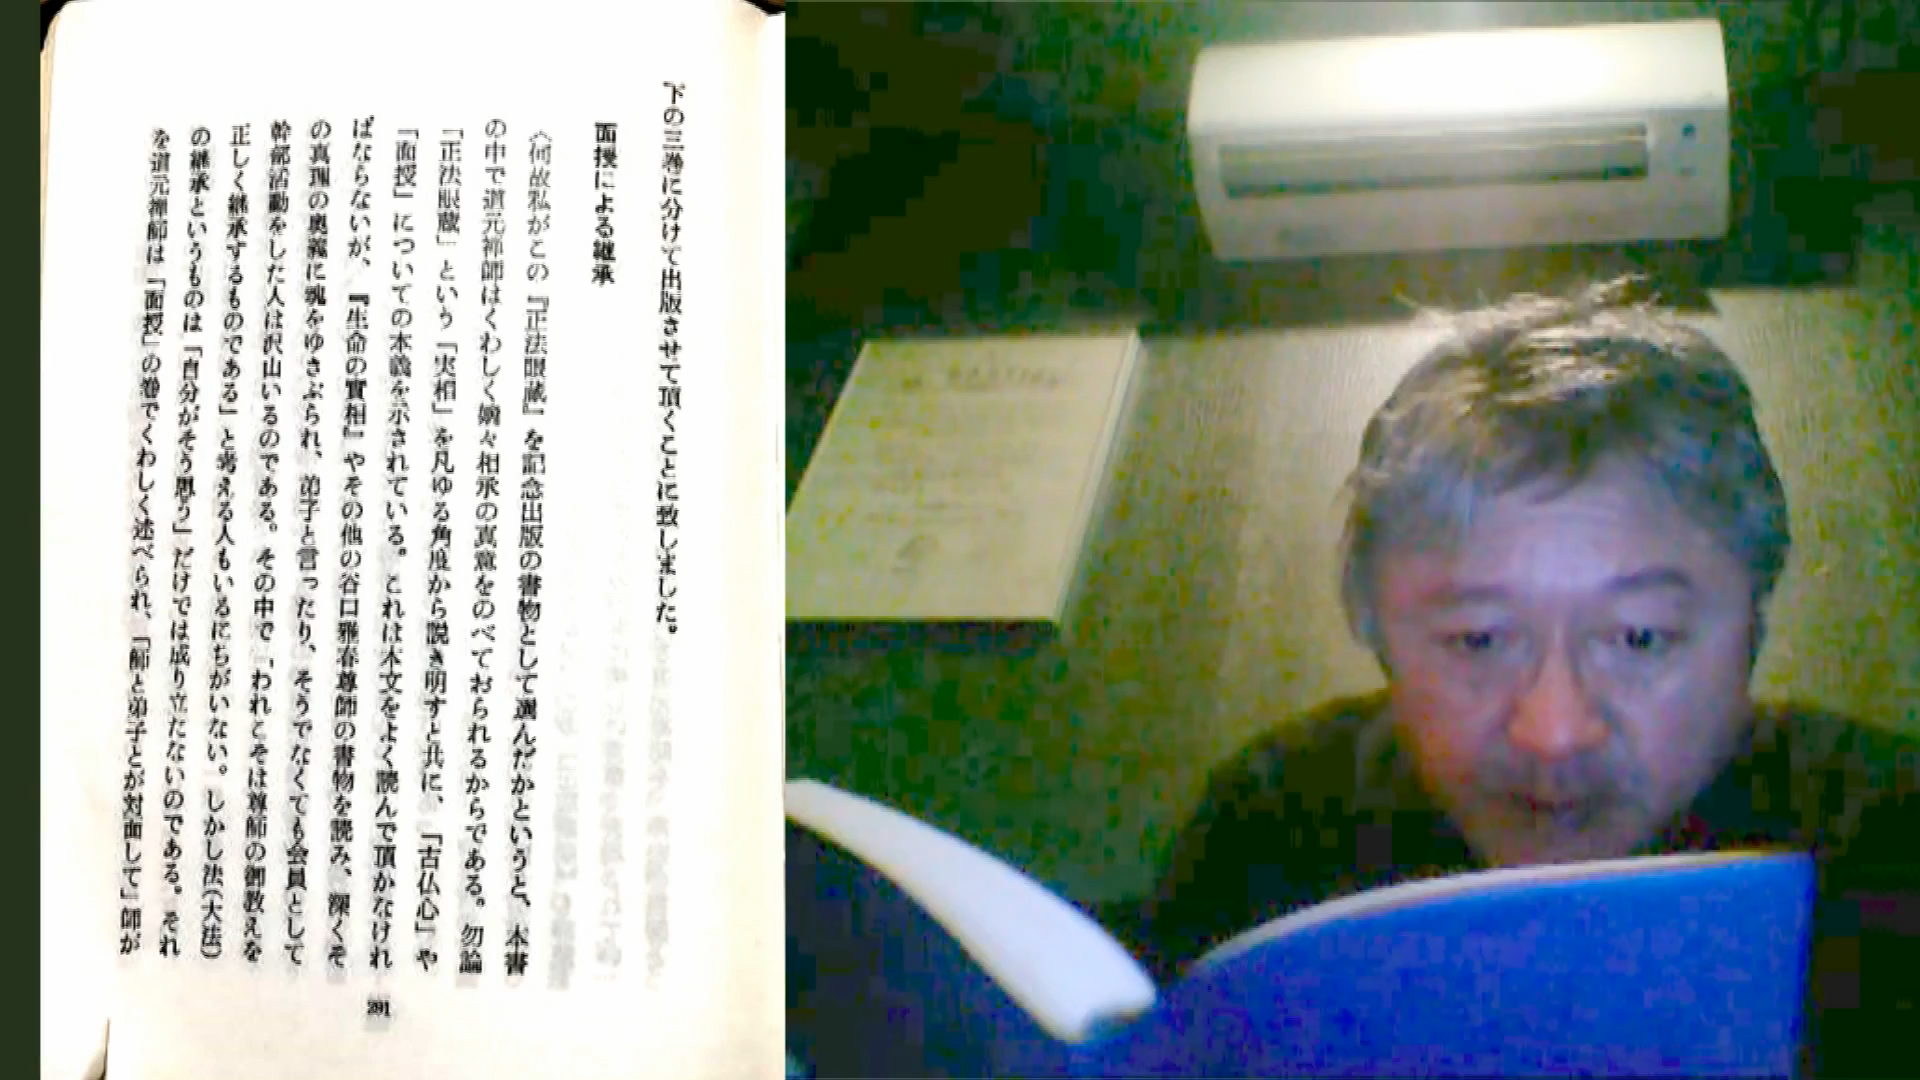 下の三巻に分けて出版させて頂くことに致しました。
面授による継承
〈何故私がこの『正法眼蔵』を記念出版の書物として選んだかというと、本書
の中で道元禅師はくわしく嫡々相承の真意をのべておられるからである。勿論
「正法眼蔵」という「実相」を凡ゆる角度から説き明すと共に、「古仏心」や
「面授」についての本義を示されている。これは本文をよく読んで頂かなけれ
ばならないが、『生命の實相』やその他の谷口雅春尊師の書物を読み、深くそ
の真理の奥義に魂をゆさぶられ、弟子と言ったり、そうでなくても会員として
幹部活動をした人は沢山いるのである。その中で「われこそは尊師の御教えを
正しく継承するものである」と考える人もいるにちがいない。しかし法(大法)
の継承というものは「自分がそう思う」だけでは成り立たないのである。それ
を道元禅師は「面授」の巻でくわしく述べられ、「師と弟子とが対面して」師が
291